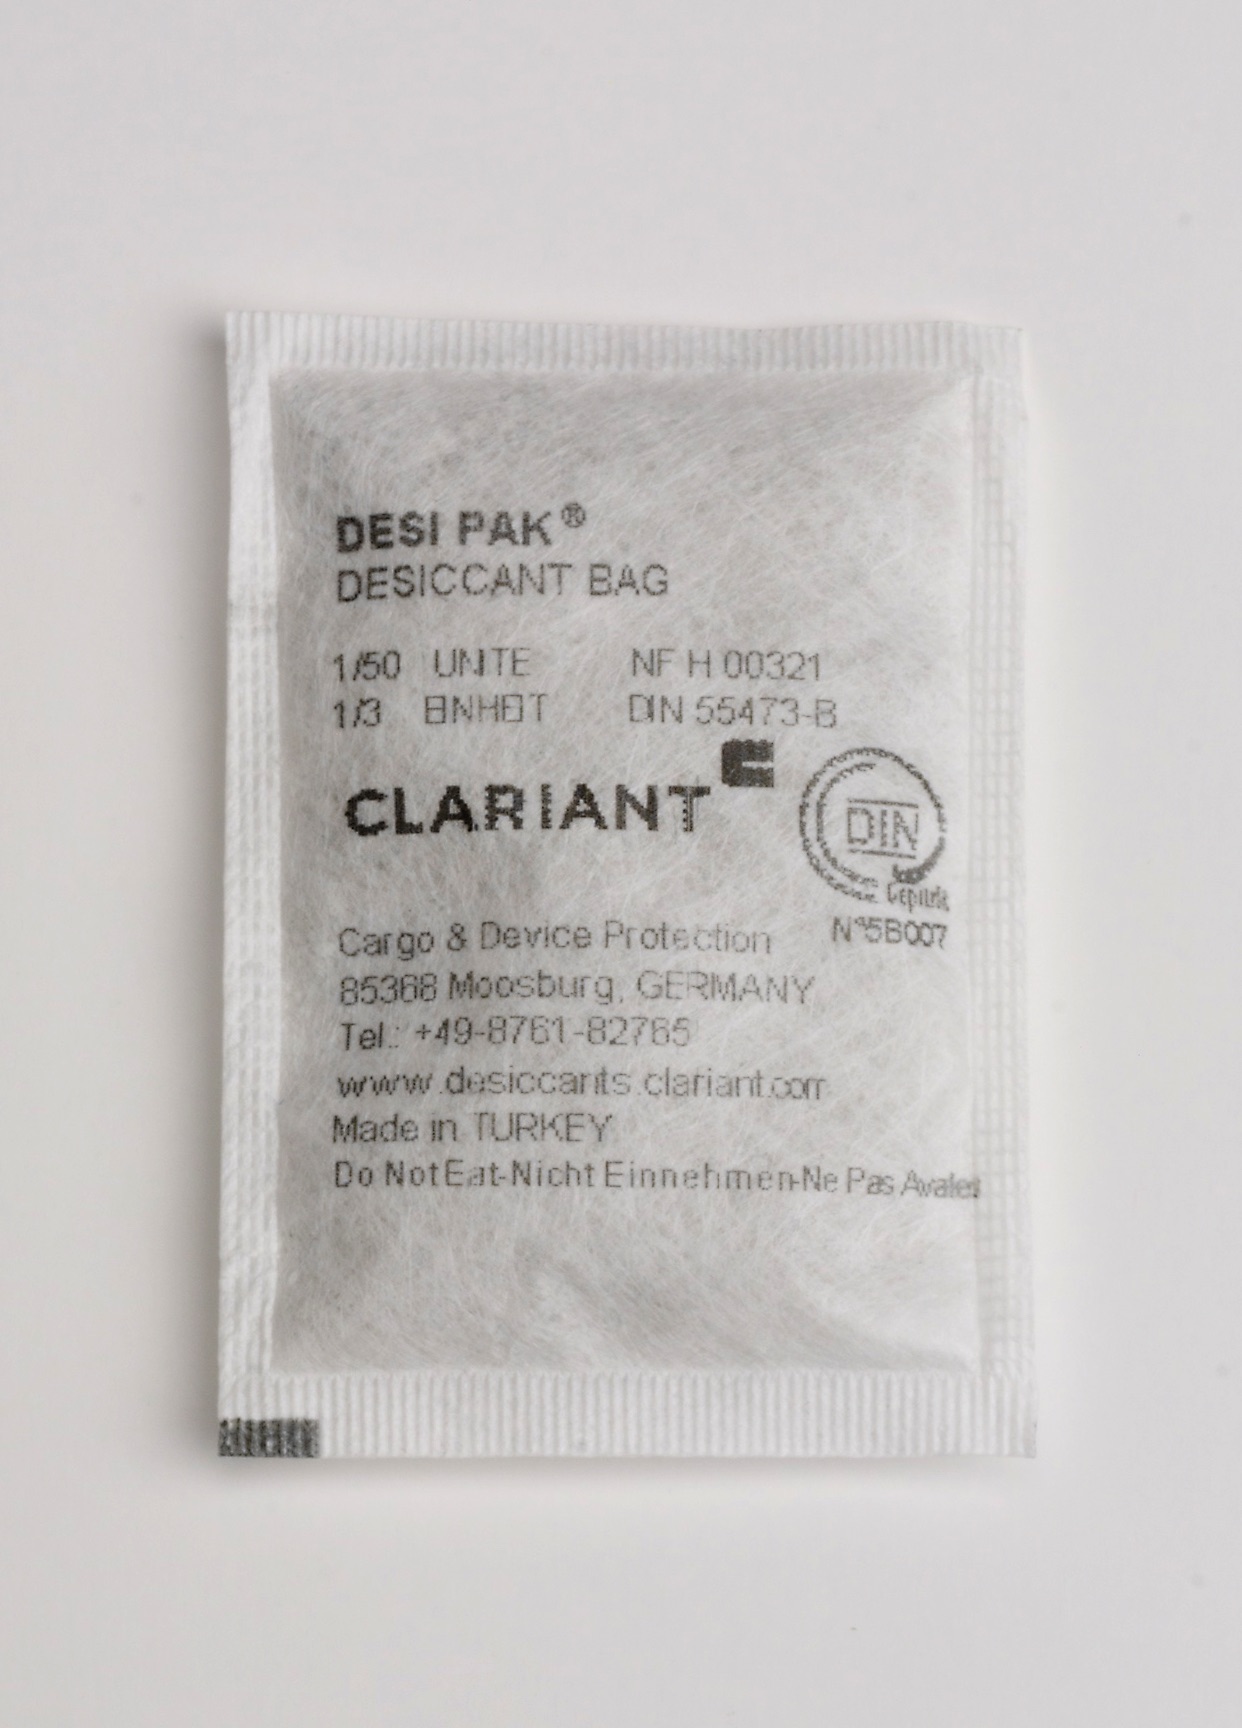 DESI PAK®
DESICCANT BAG
1/50 UNITE NF H 00321
1/3 EINHEIT DIN 55473-B
CLARIANT
DIN
Geprüft
N°5B007
Cargo & Device Protection
85368 Moosburg, GERMANY
Tel.: +49-8761-82765
www.desiccants.clariant.com
Made in TURKEY
Do Not Eat-Nicht Einnehmen-Ne Pas Avaler